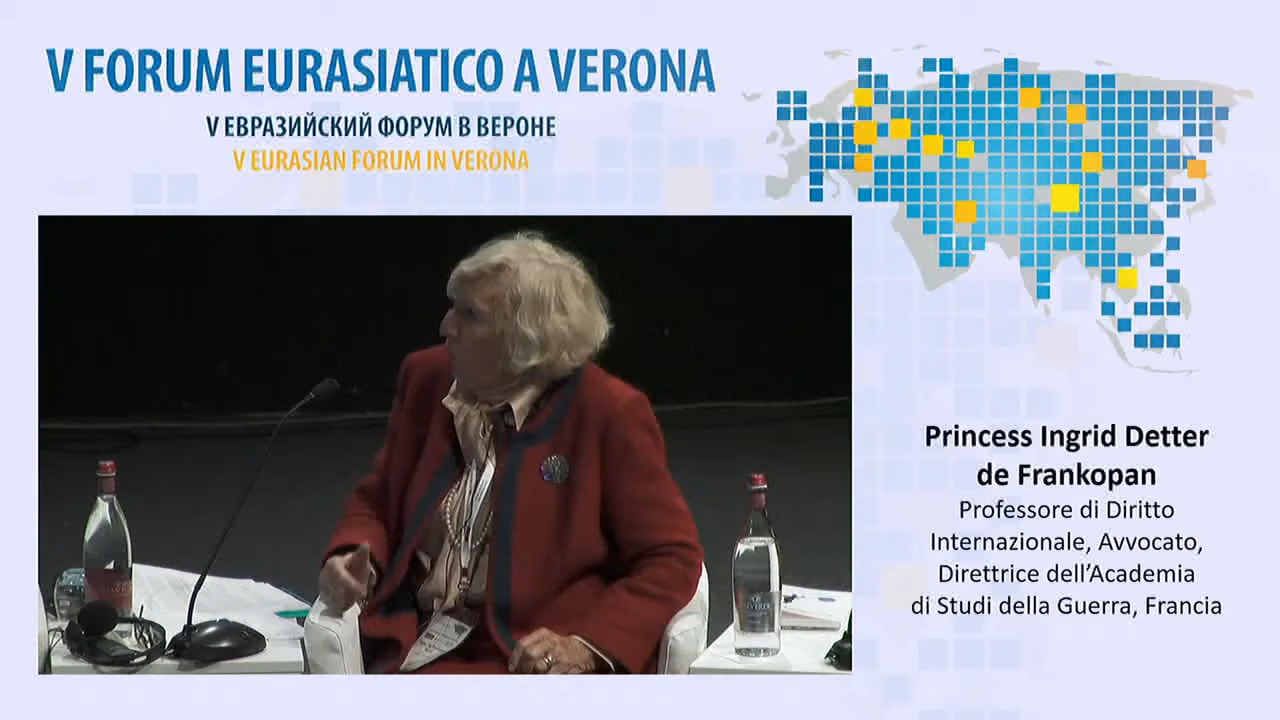 V FORUM EURASIATICO A VERONA
V ЕВРАЗИЙСКИЙ ФОРУМ В ВЕРОНЕ
V EURASIAN FORUM IN VERONA
Princess Ingrid Detter
de Frankopan
Professore di Diritto
Internazionale, Avvocato,
Direttrice dell’Academia
di Studi della Guerra, Francia